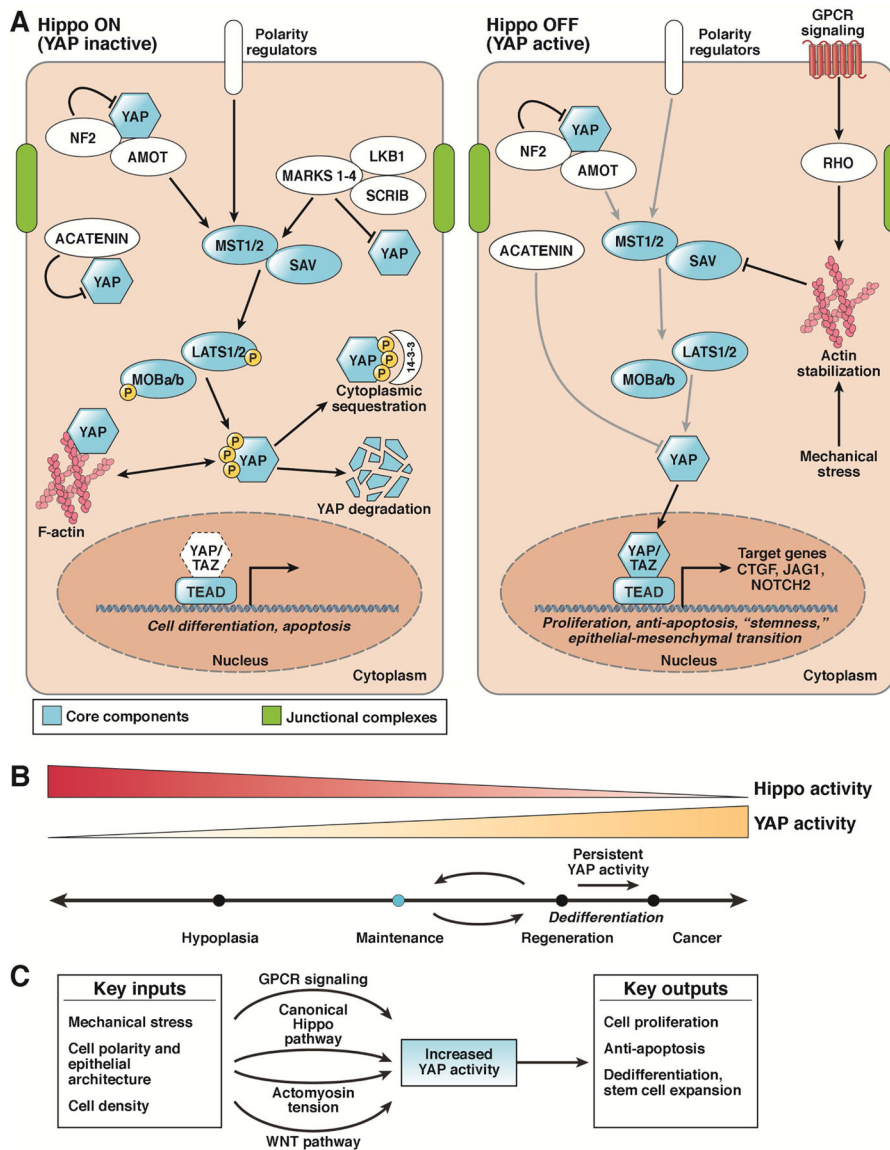 A
Hippo ON
(YAP inactive)
Polarity
regulators
YAP
NF2
AMOT
LKB1
MARKS 1-4
SCRIB
ACATENIN
YAP
MST1/2
SAV
YAP
LATS1/2
P
MOBa/b
P
YAP
P
P
P
14-3-3
Cytoplasmic
sequestration
YAP
F-actin
P
P
P
YAP
YAP degradation
YAP/
TAZ
TEAD
Cell differentiation, apoptosis
Nucleus
Cytoplasm
Hippo OFF
(YAP active)
Polarity
regulators
GPCR
signaling
YAP
NF2
AMOT
RHO
ACATENIN
MST1/2
SAV
Actin
stabilization
LATS1/2
MOBa/b
YAP
Mechanical
stress
YAP/
TAZ
TEAD
Target genes
CTGF, JAG1,
NOTCH2
Proliferation, anti-apoptosis, “stemness,”
epithelial-mesenchymal transition
Nucleus
Cytoplasm
Core components
Junctional complexes
B
Hippo activity
YAP activity
Persistent
YAP activity
Dedifferentiation
Hypoplasia
Maintenance
Regeneration
Cancer
C
Key inputs
Mechanical stress
Cell polarity and
epithelial
architecture
Cell density
GPCR signaling
Canonical
Hippo
pathway
Actomyosin
tension
WNT pathway
Increased
YAP activity
Key outputs
Cell proliferation
Anti-apoptosis
Dedifferentiation,
stem cell expansion